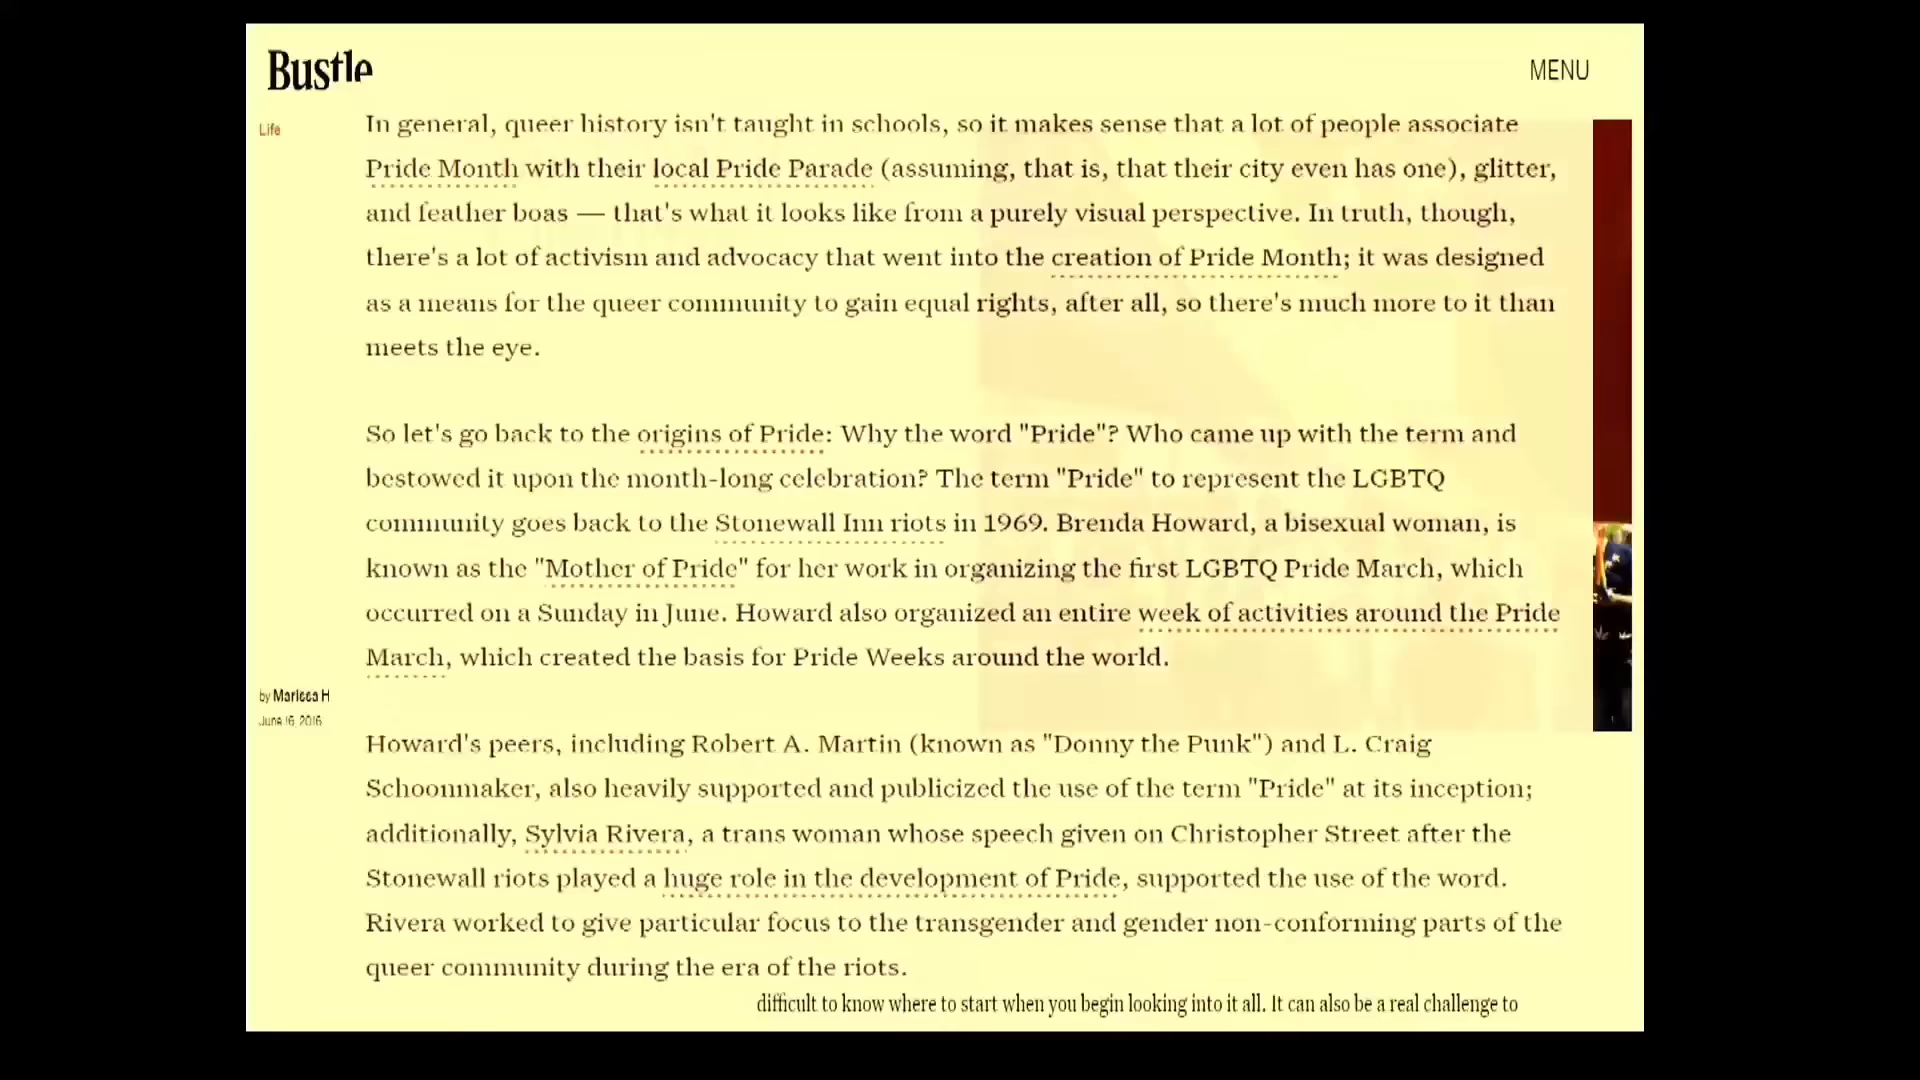 Bustle
MENU
Life
In general, queer history isn't taught in schools, so it makes sense that a lot of people associate
Pride Month with their local Pride Parade (assuming, that is, that their city even has one), glitter,
and feather boas — that's what it looks like from a purely visual perspective. In truth, though,
there's a lot of activism and advocacy that went into the creation of Pride Month; it was designed
as a means for the queer community to gain equal rights, after all, so there's much more to it than
meets the eye.
So let's go back to the origins of Pride: Why the word "Pride"? Who came up with the term and
bestowed it upon the month-long celebration? The term "Pride" to represent the LGBTQ
community goes back to the Stonewall Inn riots in 1969. Brenda Howard, a bisexual woman, is
known as the "Mother of Pride" for her work in organizing the first LGBTQ Pride March, which
occurred on a Sunday in June. Howard also organized an entire week of activities around the Pride
March, which created the basis for Pride Weeks around the world.
by Marissa H
June 16, 2016
Howard's peers, including Robert A. Martin (known as "Donny the Punk") and L. Craig
Schoonmaker, also heavily supported and publicized the use of the term "Pride" at its inception;
additionally, Sylvia Rivera, a trans woman whose speech given on Christopher Street after the
Stonewall riots played a huge role in the development of Pride, supported the use of the word.
Rivera worked to give particular focus to the transgender and gender non-conforming parts of the
queer community during the era of the riots.
difficult to know where to start when you begin looking into it all. It can also be a real challenge to